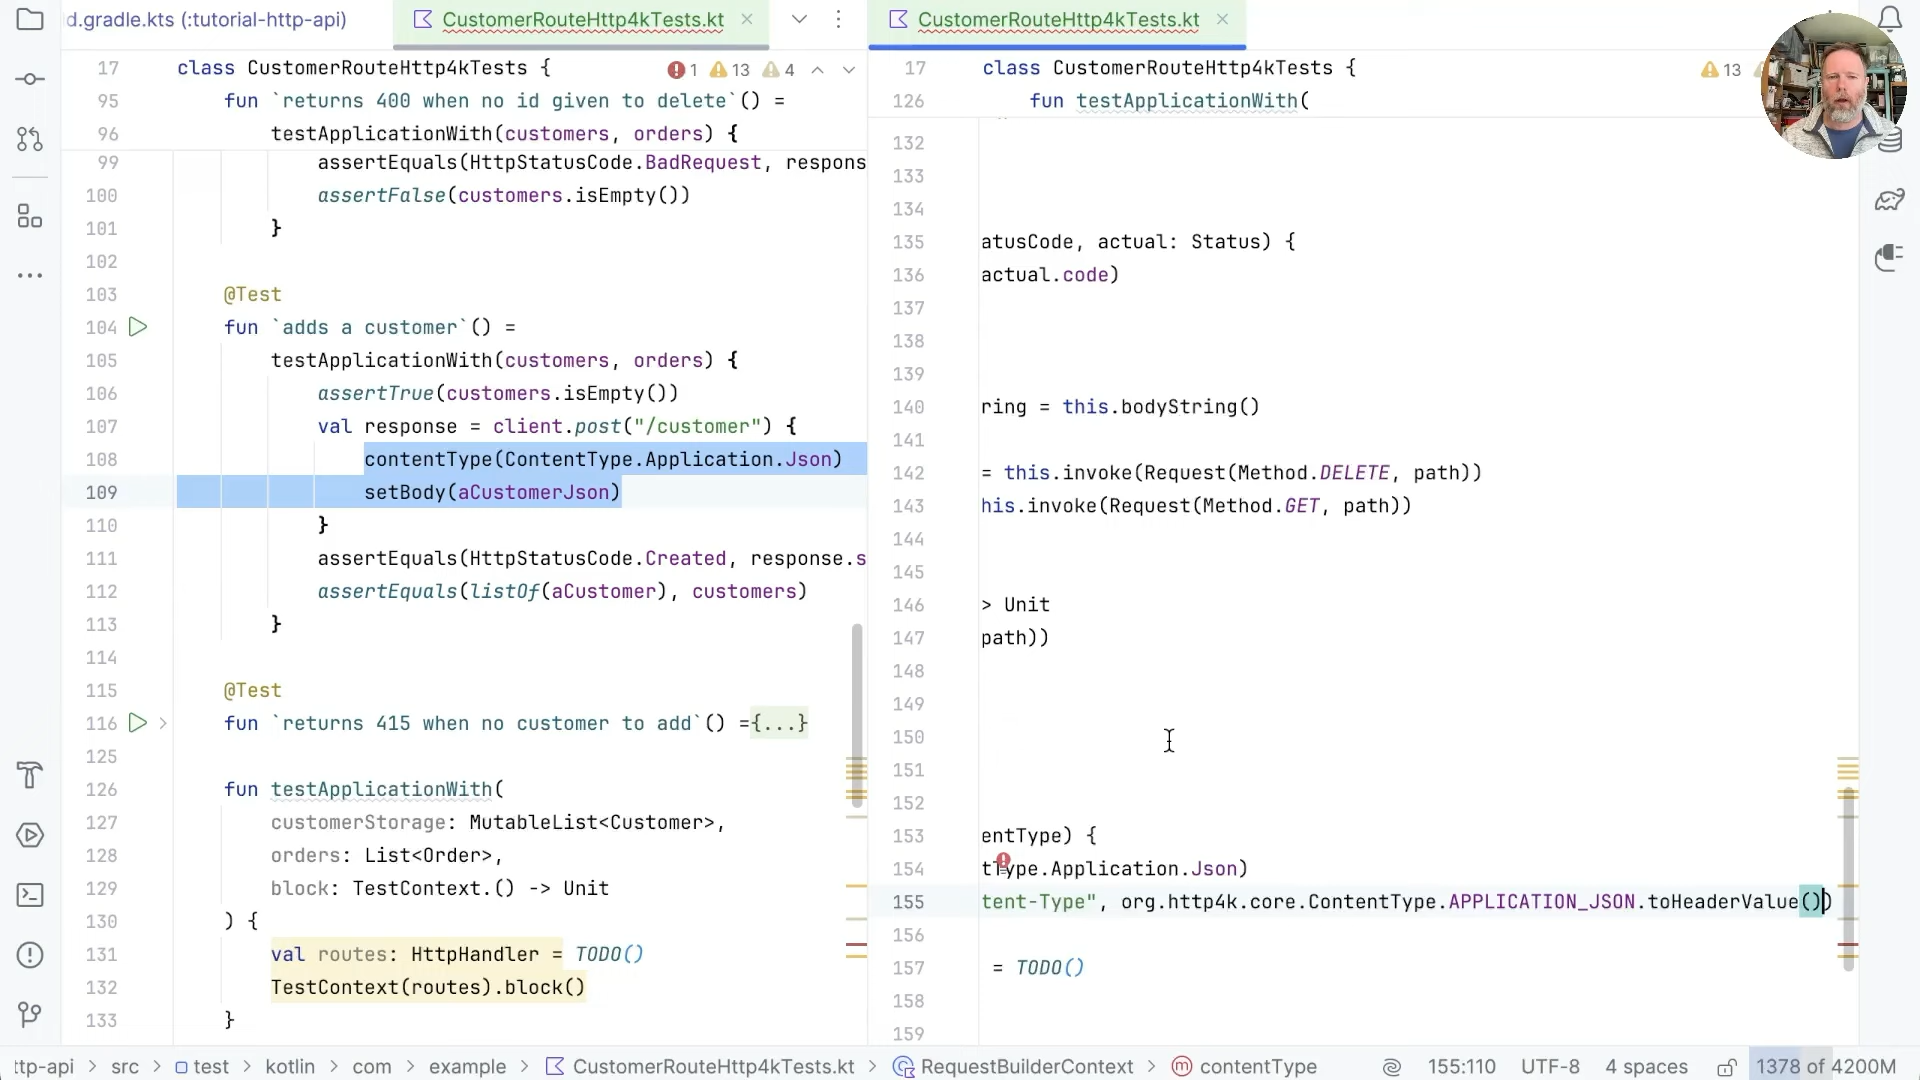 d.gradle.kts (:tutorial-http-api)
CustomerRouteHttp4kTests.kt
CustomerRouteHttp4kTests.kt
17 class CustomerRouteHttp4kTests {
1 13 4
95 fun `returns 400 when no id given to delete`() =
96 testApplicationWith(customers, orders) {
99 assertEquals(HttpStatusCode.BadRequest, respons
100 assertFalse(customers.isEmpty())
101 }
102
103 @Test
104 fun `adds a customer`() =
105 testApplicationWith(customers, orders) {
106 assertTrue(customers.isEmpty())
107 val response = client.post("/customer") {
108 contentType(ContentType.Application.Json)
109 setBody(aCustomerJson)
110 }
111 assertEquals(HttpStatusCode.Created, response.s
112 assertEquals(listOf(aCustomer), customers)
113 }
114
115 @Test
116 fun `returns 415 when no customer to add`() ={...}
125
126 fun testApplicationWith(
127 customerStorage: MutableList<Customer>,
128 orders: List<Order>,
129 block: TestContext.() -> Unit
130 ) {
131 val routes: HttpHandler = TODO()
132 TestContext(routes).block()
133 }
17 class CustomerRouteHttp4kTests {
13
126 fun testApplicationWith(
132
133
134
135 atusCode, actual: Status) {
136 actual.code)
137
138
139
140 ring = this.bodyString()
141
142 = this.invoke(Request(Method.DELETE, path))
143 his.invoke(Request(Method.GET, path))
144
145
146 > Unit
147 path))
148
149
150
151
152
153 entType) {
154 tType.Application.Json)
155 tent-Type", org.http4k.core.ContentType.APPLICATION_JSON.toHeaderValue())
156
157 = TODO()
158
159
ttp-api > src > test > kotlin > com > example > CustomerRouteHttp4kTests.kt > RequestBuilderContext > contentType
155:110 UTF-8 4 spaces 1378 of 4200M